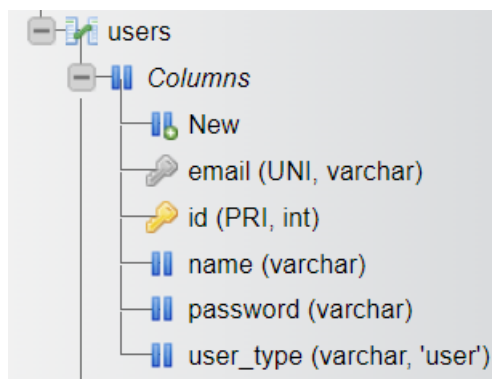 users
Columns
New
email (UNI, varchar)
id (PRI, int)
name (varchar)
password (varchar)
user_type (varchar, 'user')